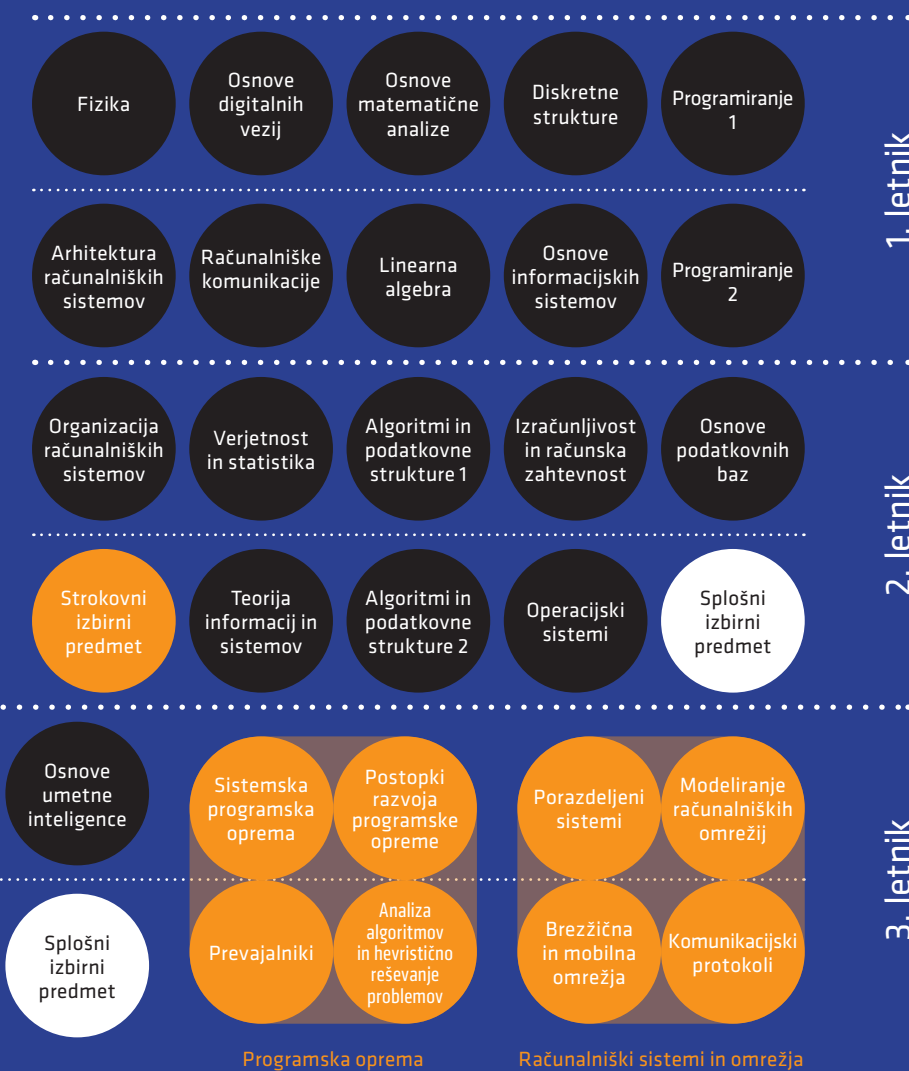 Fizika
Osnove
digitalnih
vezij
Osnove
matematične
analize
Diskretne
strukture
Programiranje
1
1. letnik
Arhitektura
računalniških
sistemov
Računalniške
komunikacije
Linearna
algebra
Osnove
informacijskih
sistemov
Programiranje
2
Organizacija
računalniških
sistemov
Verjetnost
in statistika
Algoritmi in
podatkovne
strukture 1
Izračunljivost
in računska
zahtevnost
Osnove
podatkovnih
baz
2. letnik
Strokovni
izbirni
predmet
Teorija
informacij in
sistemov
Algoritmi in
podatkovne
strukture 2
Operacijski
sistemi
Splošni
izbirni
predmet
Osnove
umetne
inteligence
Sistemska
programska
oprema
Postopki
razvoja
programske
opreme
Porazdeljeni
sistemi
Modeliranje
računalniških
omrežij
3. letnik
Splošni
izbirni
predmet
Prevajalniki
Analiza
algoritmov
in hevristično
reševanje
problemov
Brezžična
in mobilna
omrežja
Komunikacijski
protokoli
Programska oprema
Računalniški sistemi in omrežja